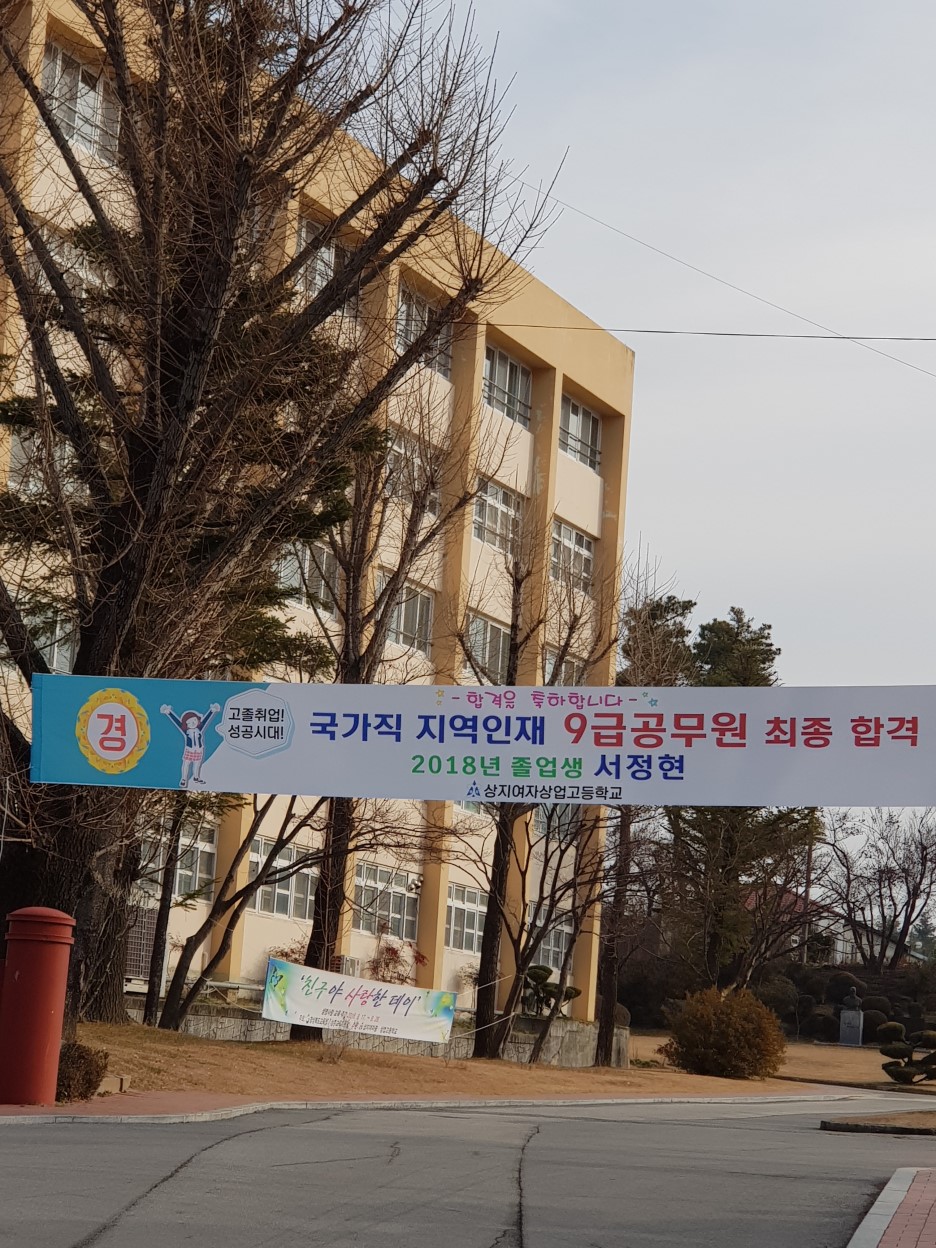 경
고졸취업!
성공시대!
- 합격을 축하합니다 -
국가직 지역인재 9급공무원 최종 합격
2018년 졸업생 서정현
상지여자상업고등학교
'친구야 사랑한 데이'